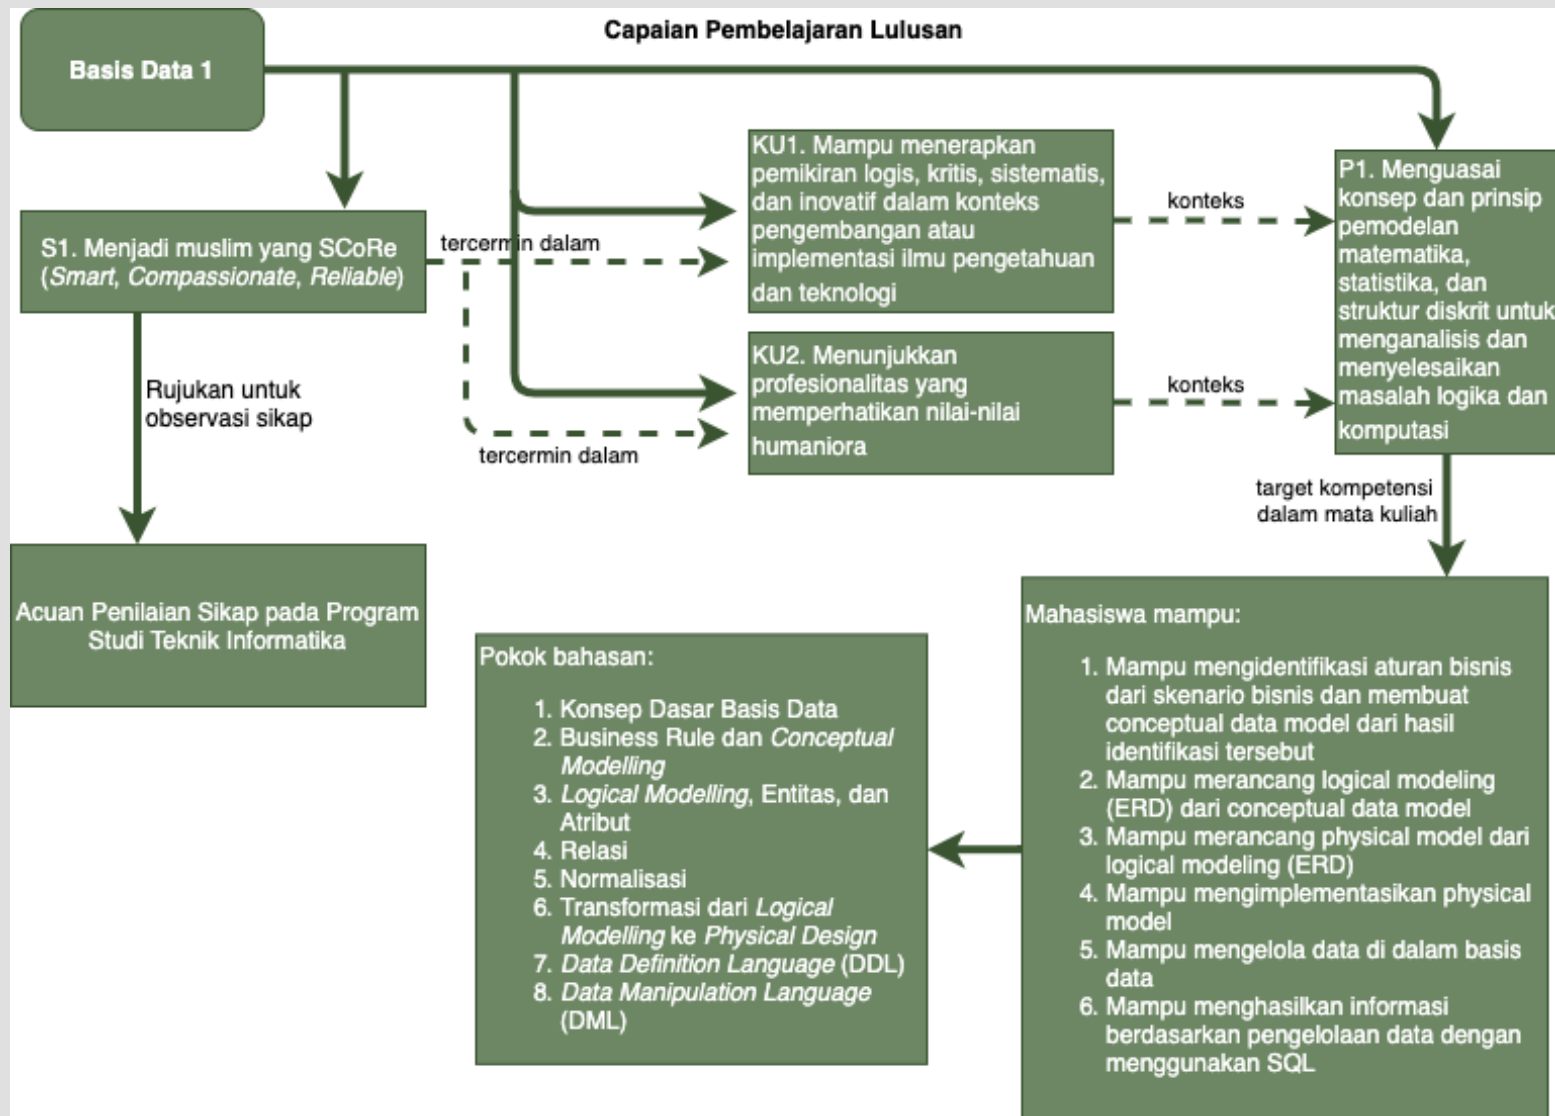 Capaian Pembelajaran Lulusan
Basis Data 1
S1. Menjadi muslim yang SCoRe
(Smart, Compassionate, Reliable)
tercermin dalam
tercermin dalam
KU1. Mampu menerapkan
pemikiran logis, kritis, sistematis,
dan inovatif dalam konteks
pengembangan atau
implementasi ilmu pengetahuan
dan teknologi
konteks
KU2. Menunjukkan
profesionalitas yang
memperhatikan nilai-nilai
humaniora
konteks
P1. Menguasai
konsep dan prinsip
pemodelan
matematika,
statistika, dan
struktur diskrit untuk
menganalisis dan
menyelesaikan
masalah logika dan
komputasi
Rujukan untuk
observasi sikap
Acuan Penilaian Sikap pada Program
Studi Teknik Informatika
target kompetensi
dalam mata kuliah
Mahasiswa mampu:
1. Mampu mengidentifikasi aturan bisnis
dari skenario bisnis dan membuat
conceptual data model dari hasil
identifikasi tersebut
2. Mampu merancang logical modeling
(ERD) dari conceptual data model
3. Mampu merancang physical model dari
logical modeling (ERD)
4. Mampu mengimplementasikan physical
model
5. Mampu mengelola data di dalam basis
data
6. Mampu menghasilkan informasi
berdasarkan pengelolaan data dengan
menggunakan SQL
Pokok bahasan:
1. Konsep Dasar Basis Data
2. Business Rule dan Conceptual
Modelling
3. Logical Modelling, Entitas, dan
Atribut
4. Relasi
5. Normalisasi
6. Transformasi dari Logical
Modelling ke Physical Design
7. Data Definition Language (DDL)
8. Data Manipulation Language
(DML)